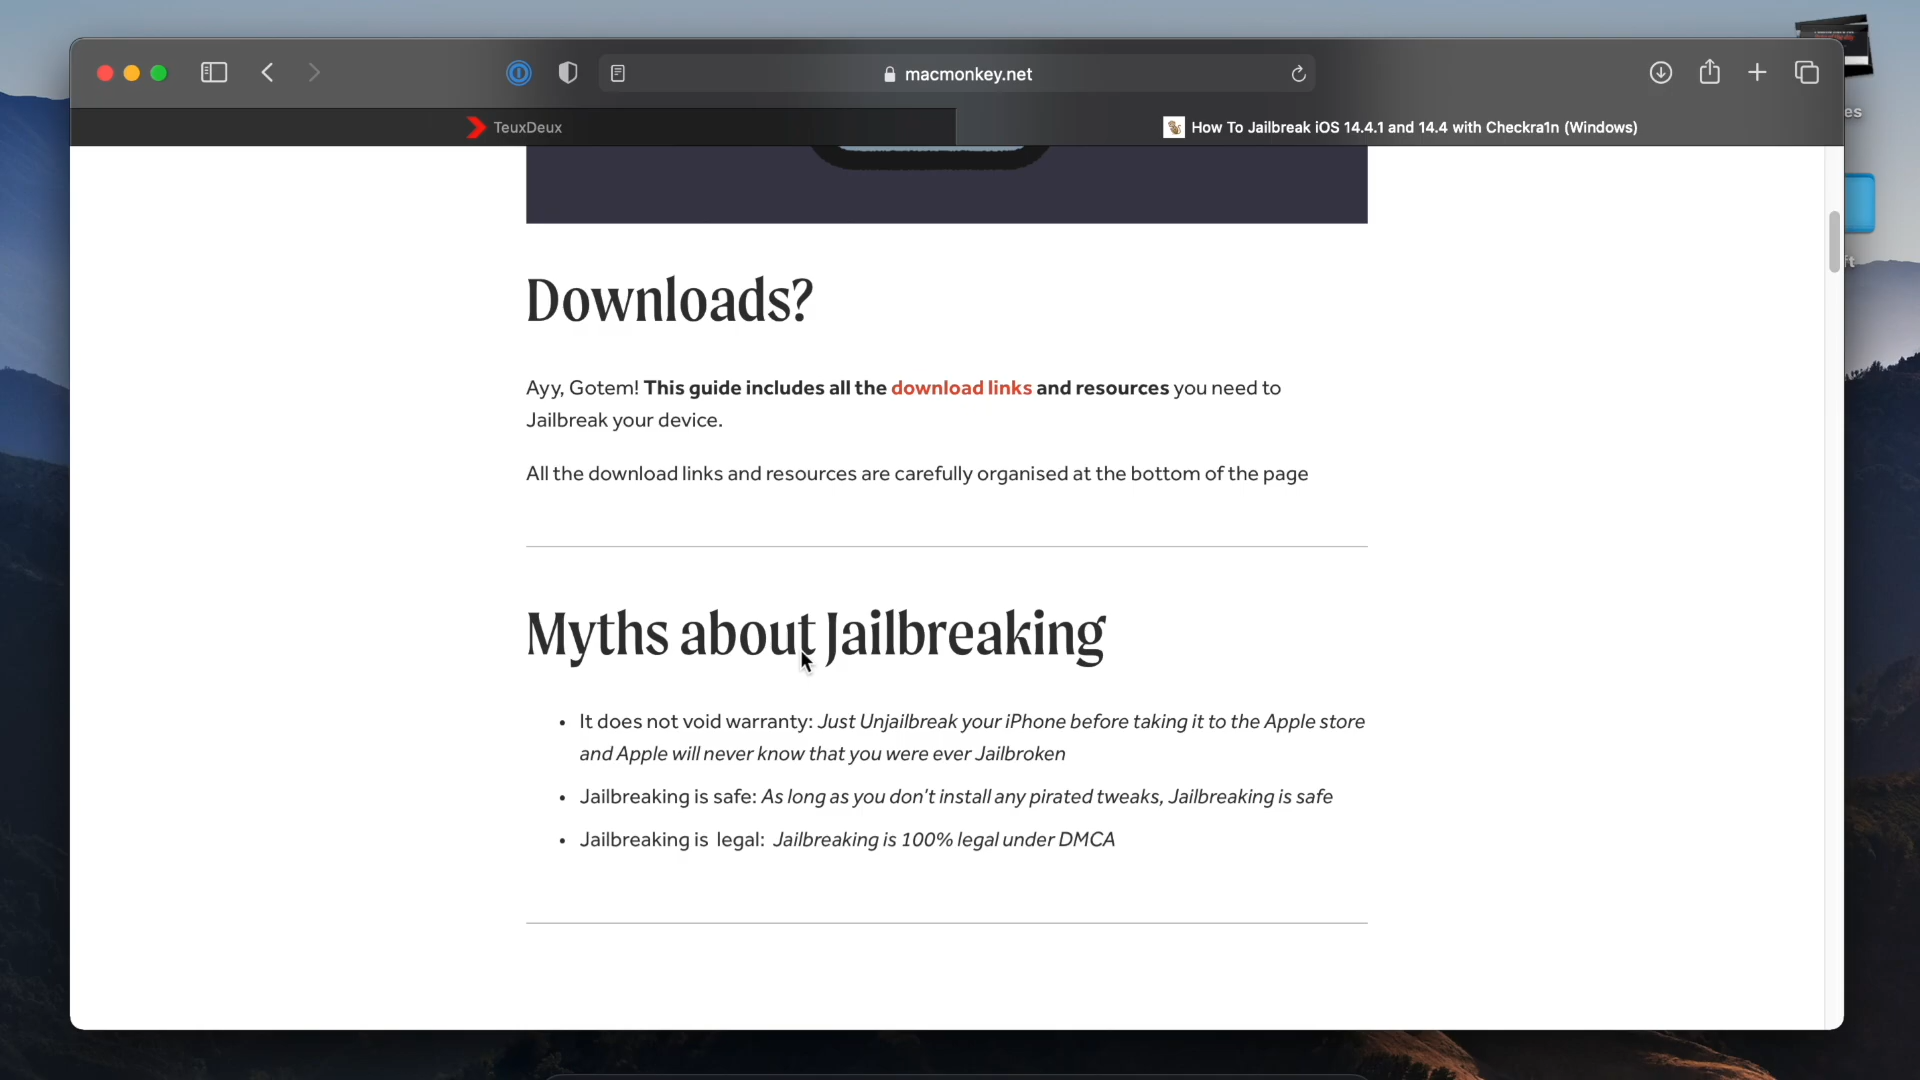 macmonkey.net
es
TeuxDeux
How To Jailbreak iOS 14.4.1 and 14.4 with Checkra1n (Windows)
ft
Downloads?
Ayy, Gotem! This guide includes all the download links and resources you need to
Jailbreak your device.
All the download links and resources are carefully organised at the bottom of the page
Myths about Jailbreaking
• It does not void warranty: Just Unjailbreak your iPhone before taking it to the Apple store
and Apple will never know that you were ever Jailbroken
• Jailbreaking is safe: As long as you don't install any pirated tweaks, Jailbreaking is safe
• Jailbreaking is legal: Jailbreaking is 100% legal under DMCA